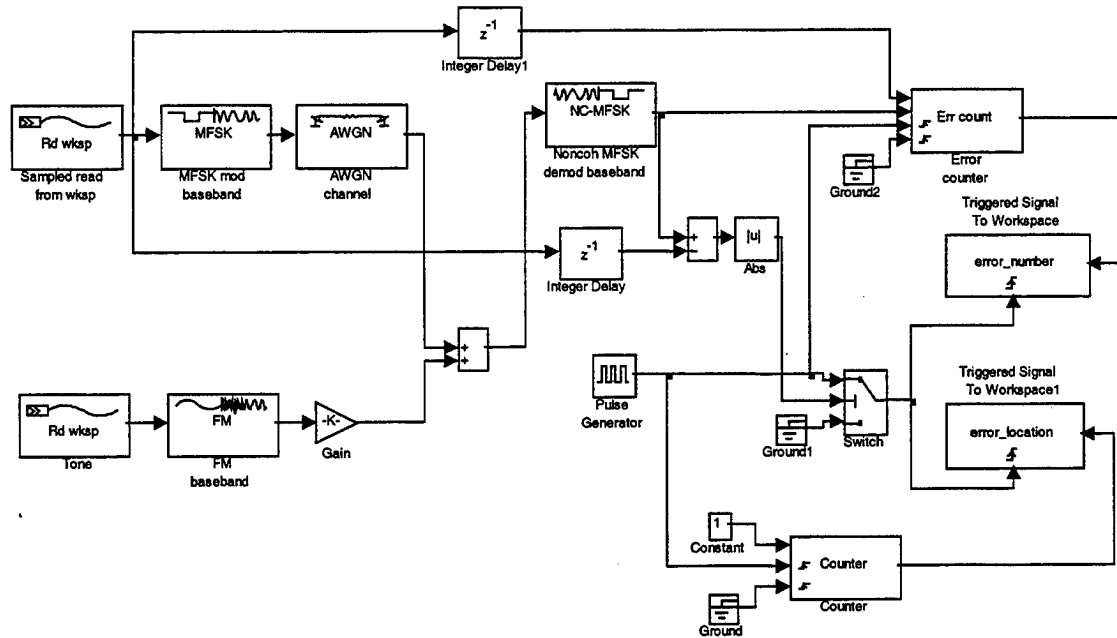 z-1
Integer Delay1
Rd wksp
Sampled read
from wksp
MFSK
MFSK mod
baseband
AWGN
AWGN
channel
NC-MFSK
Noncoh MFSK
demod baseband
Err count
Error
counter
Ground2
Triggered Signal
To Workspace
error_number
z-1
Integer Delay
+
−
|u|
Abs
+
+
Pulse
Generator
Ground1
Switch
Triggered Signal
To Workspace1
error_location
Rd wksp
Tone
FM
FM
baseband
-K-
Gain
1
Constant
Counter
Counter
Ground